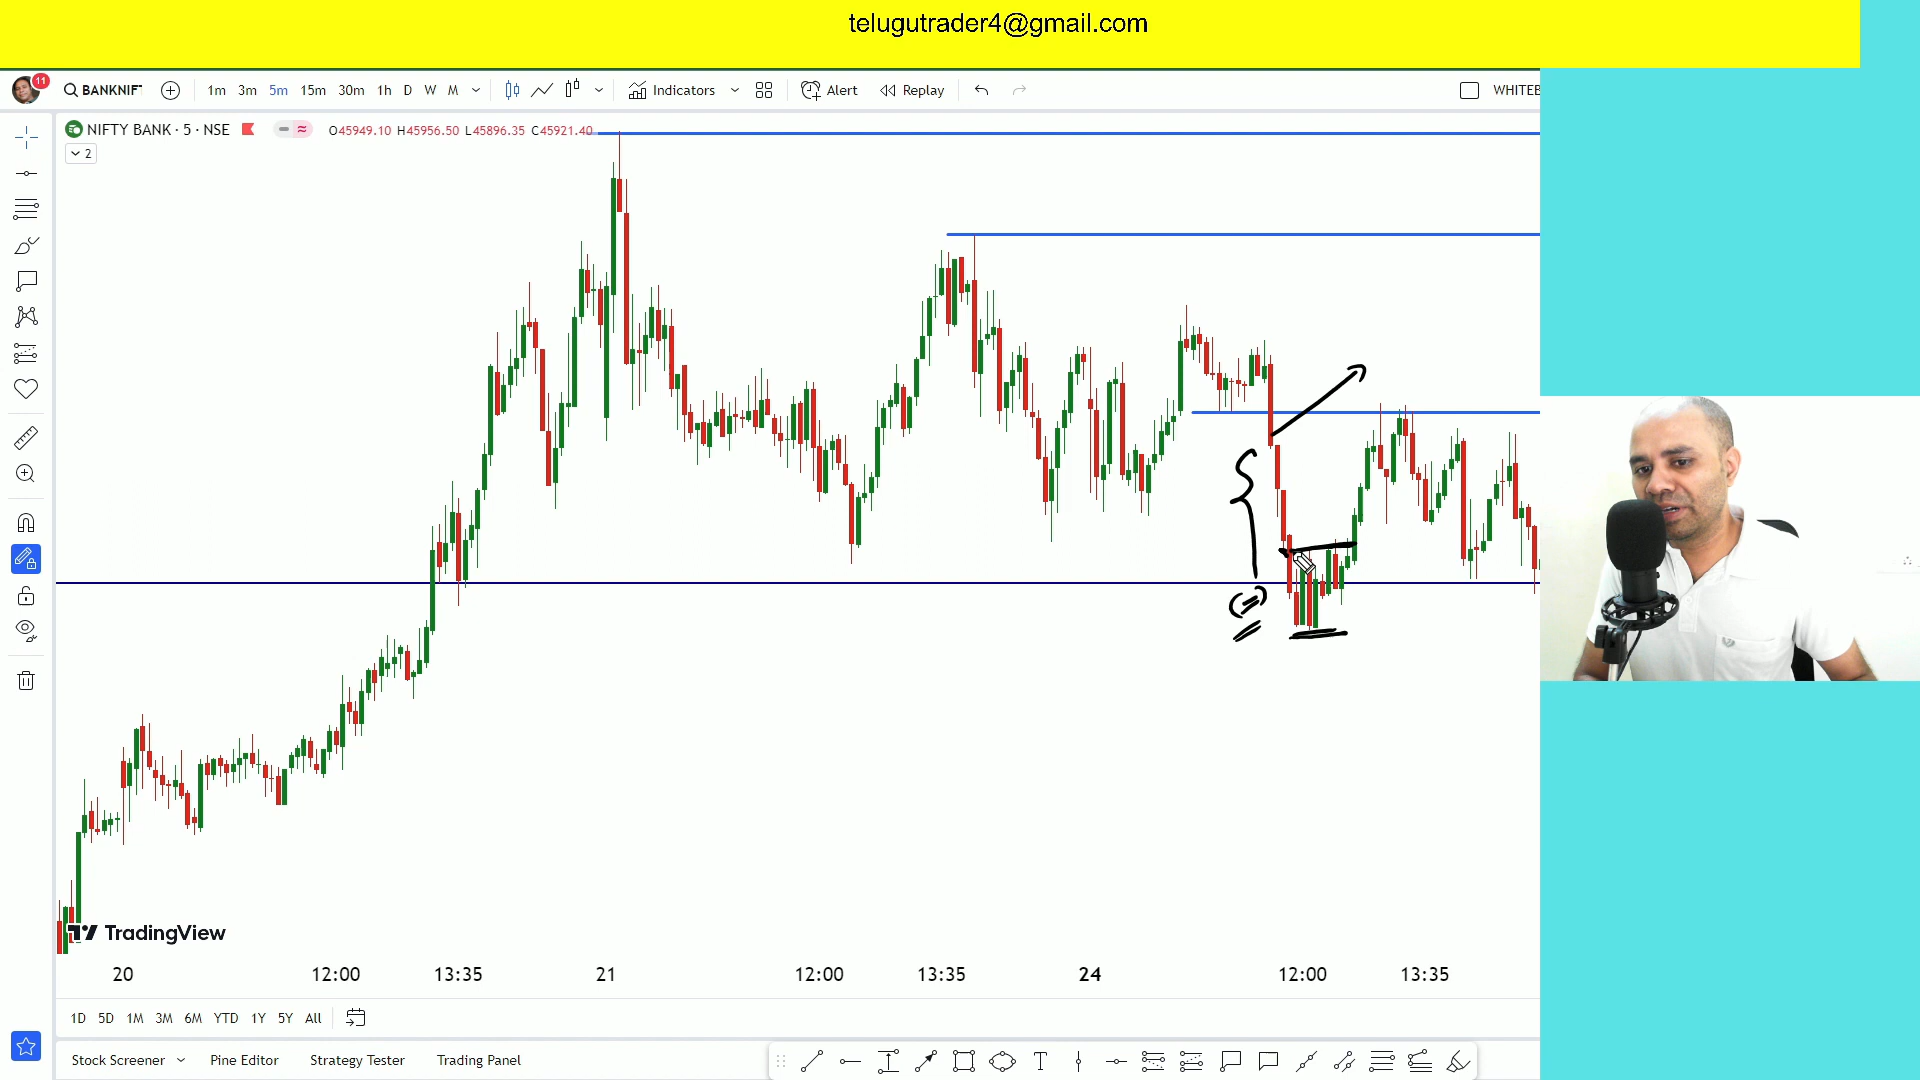 telugutrader4@gmail.com
11 BANKNIF 1m 3m 5m 15m 30m 1h D W M Indicators Alert Replay WHITEB
NIFTY BANK · 5 · NSE O45949.10 H45956.50 L45896.35 C45921.40
2
TradingView
20 12:00 13:35 21 12:00 13:35 24 12:00 13:35
1D 5D 1M 3M 6M YTD 1Y 5Y All
Stock Screener Pine Editor Strategy Tester Trading Panel